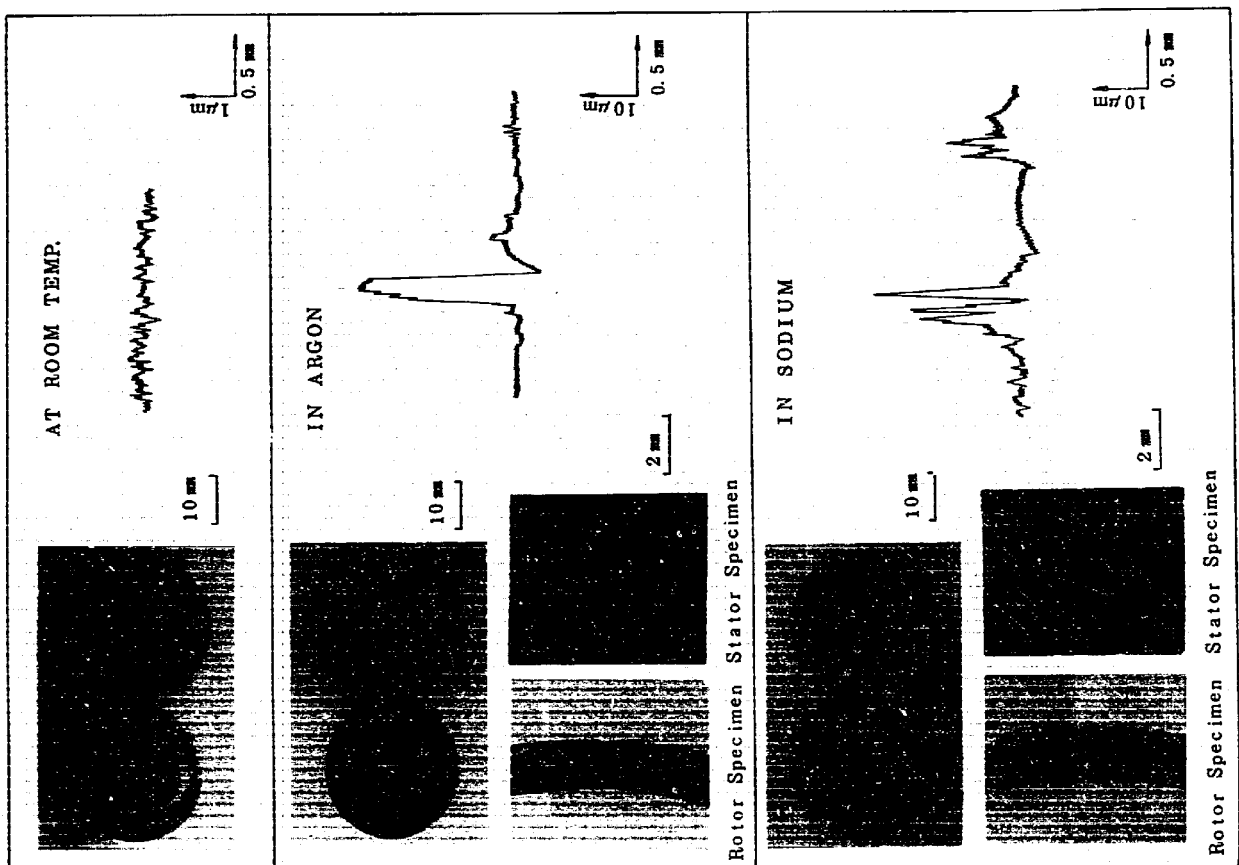 AT ROOM TEMP.
1 μm
0.5 mm
10 mm
IN ARGON
10 μm
0.5 mm
10 mm
2 mm
Rotor Specimen Stator Specimen
IN SODIUM
10 μm
0.5 mm
10 mm
2 mm
Rotor Specimen Stator Specimen